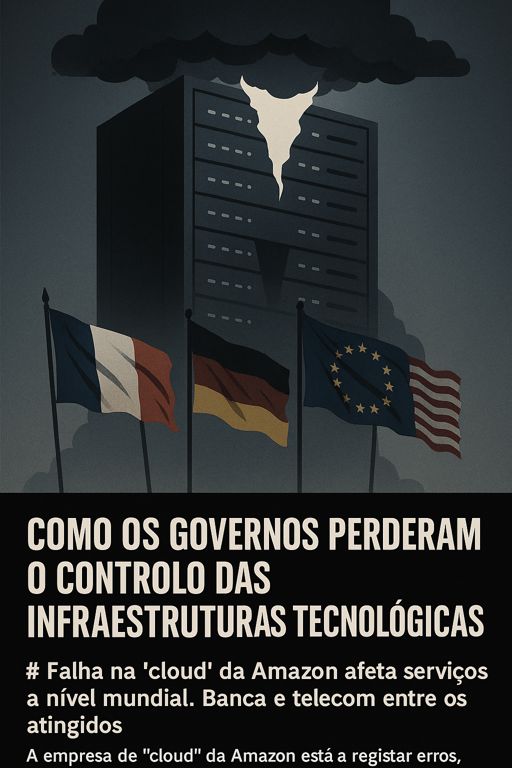 COMO OS GOVERNOS PERDERAM
O CONTROLO DAS
INFRAESTRUTURAS TECNOLÓGICAS
# Falha na 'cloud' da Amazon afeta serviços
a nível mundial. Banca e telecom entre os
atingidos
A empresa de "cloud" da Amazon está a registar erros,